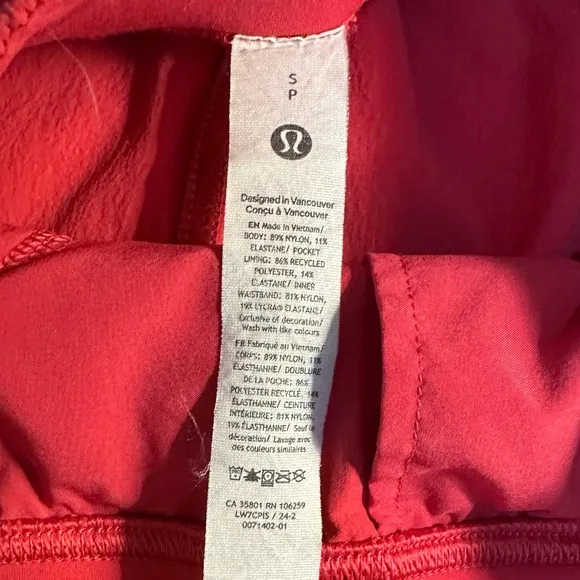 S
P
Designed in Vancouver
Conçu à Vancouver
EN Made in Vietnam/
BODY: 89% NYLON, 11%
ELASTANE/ POCKET
LINING: 86% RECYCLED
POLYESTER, 14%
ELASTANE/ INNER
WAISTBAND: 81% NYLON,
19% LYCRA® ELASTANE/
Exclusive of decoration/
Wash with like colours
FR Fabriqué au Vietnam/
CORPS: 89% NYLON, 11%
ÉLASTHANNE/ DOUBLURE
DE LA POCHE: 86%
POLYESTER RECYCLÉ, 14%
ÉLASTHANNE/ CEINTURE
INTÉRIEURE: 81% NYLON,
19% ÉLASTHANNE/ Sauf la
décoration/ Lavage avec
des couleurs similaires
CA 35801 RN 106259
LW7CPIS / 24-2
0071402-01